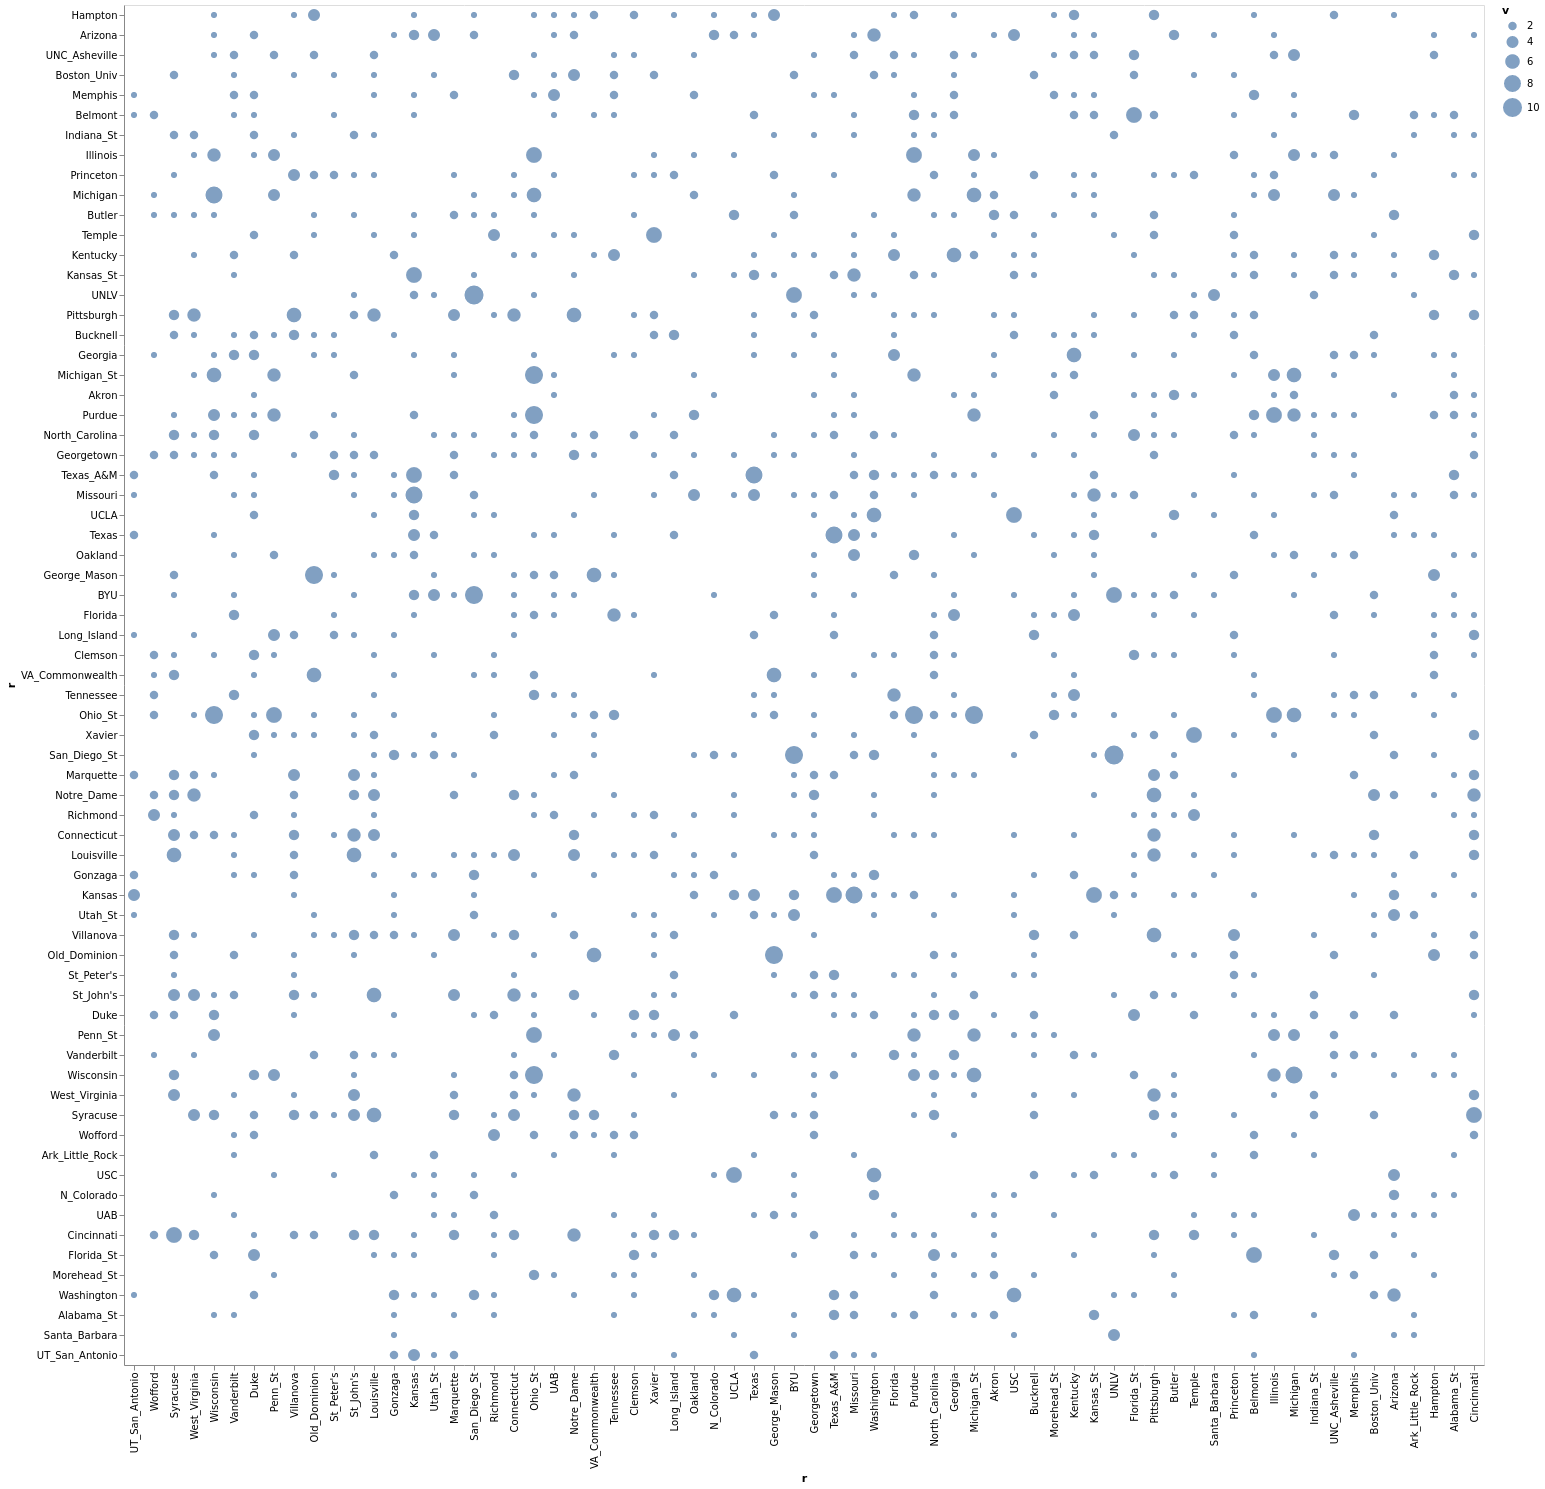 v
2
4
6
8
10
Hampton
Arizona
UNC_Asheville
Boston_Univ
Memphis
Belmont
Indiana_St
Illinois
Princeton
Michigan
Butler
Temple
Kentucky
Kansas_St
UNLV
Pittsburgh
Bucknell
Georgia
Michigan_St
Akron
Purdue
North_Carolina
Georgetown
Texas_A&M
Missouri
UCLA
Texas
Oakland
George_Mason
BYU
Florida
Long_Island
Clemson
VA_Commonwealth
r
Tennessee
Ohio_St
Xavier
San_Diego_St
Marquette
Notre_Dame
Richmond
Connecticut
Louisville
Gonzaga
Kansas
Utah_St
Villanova
Old_Dominion
St_Peter's
St_John's
Duke
Penn_St
Vanderbilt
Wisconsin
West_Virginia
Syracuse
Wofford
Ark_Little_Rock
USC
N_Colorado
UAB
Cincinnati
Florida_St
Morehead_St
Washington
Alabama_St
Santa_Barbara
UT_San_Antonio
UT_San_Antonio
Wofford
Syracuse
West_Virginia
Wisconsin
Vanderbilt
Duke
Penn_St
Villanova
Old_Dominion
St_Peter's
St_John's
Louisville
Gonzaga
Kansas
Utah_St
Marquette
San_Diego_St
Richmond
Connecticut
Ohio_St
UAB
Notre_Dame
VA_Commonwealth
Tennessee
Clemson
Xavier
Long_Island
Oakland
N_Colorado
UCLA
Texas
George_Mason
BYU
Georgetown
Texas_A&M
Missouri
Washington
Florida
Purdue
North_Carolina
Georgia
Michigan_St
Akron
USC
Bucknell
Morehead_St
Kentucky
Kansas_St
UNLV
Florida_St
Pittsburgh
Butler
Temple
Santa_Barbara
Princeton
Belmont
Illinois
Michigan
Indiana_St
UNC_Asheville
Memphis
Boston_Univ
Arizona
Ark_Little_Rock
Hampton
Alabama_St
Cincinnati
r